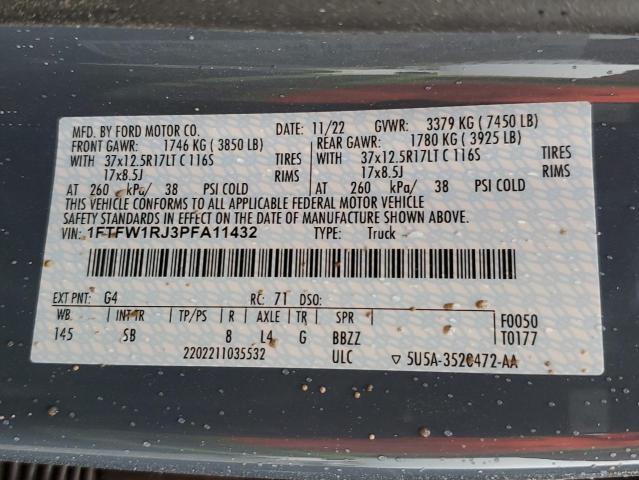 MFD. BY FORD MOTOR CO. DATE: 11/22 GVWR: 3379 KG ( 7450 LB)
FRONT GAWR: 1746 KG ( 3850 LB) REAR GAWR: 1780 KG ( 3925 LB)
WITH 37x12.5R17LT C 116S TIRES WITH 37x12.5R17LT C 116S TIRES
17x8.5J RIMS 17x8.5J RIMS
AT 260 kPa/ 38 PSI COLD AT 260 kPa/ 38 PSI COLD
THIS VEHICLE CONFORMS TO ALL APPLICABLE FEDERAL MOTOR VEHICLE
SAFETY STANDARDS IN EFFECT ON THE DATE OF MANUFACTURE SHOWN ABOVE.
VIN: 1FTFW1RJ3PFA11432 TYPE: Truck
EXT PNT: G4 RC: 71 DSO:
WB INT TR TP/PS R AXLE TR SPR F0050
145 SB 8 L4 G BBZZ T0177
2202211035532 ULC 5U5A-3520472-AA